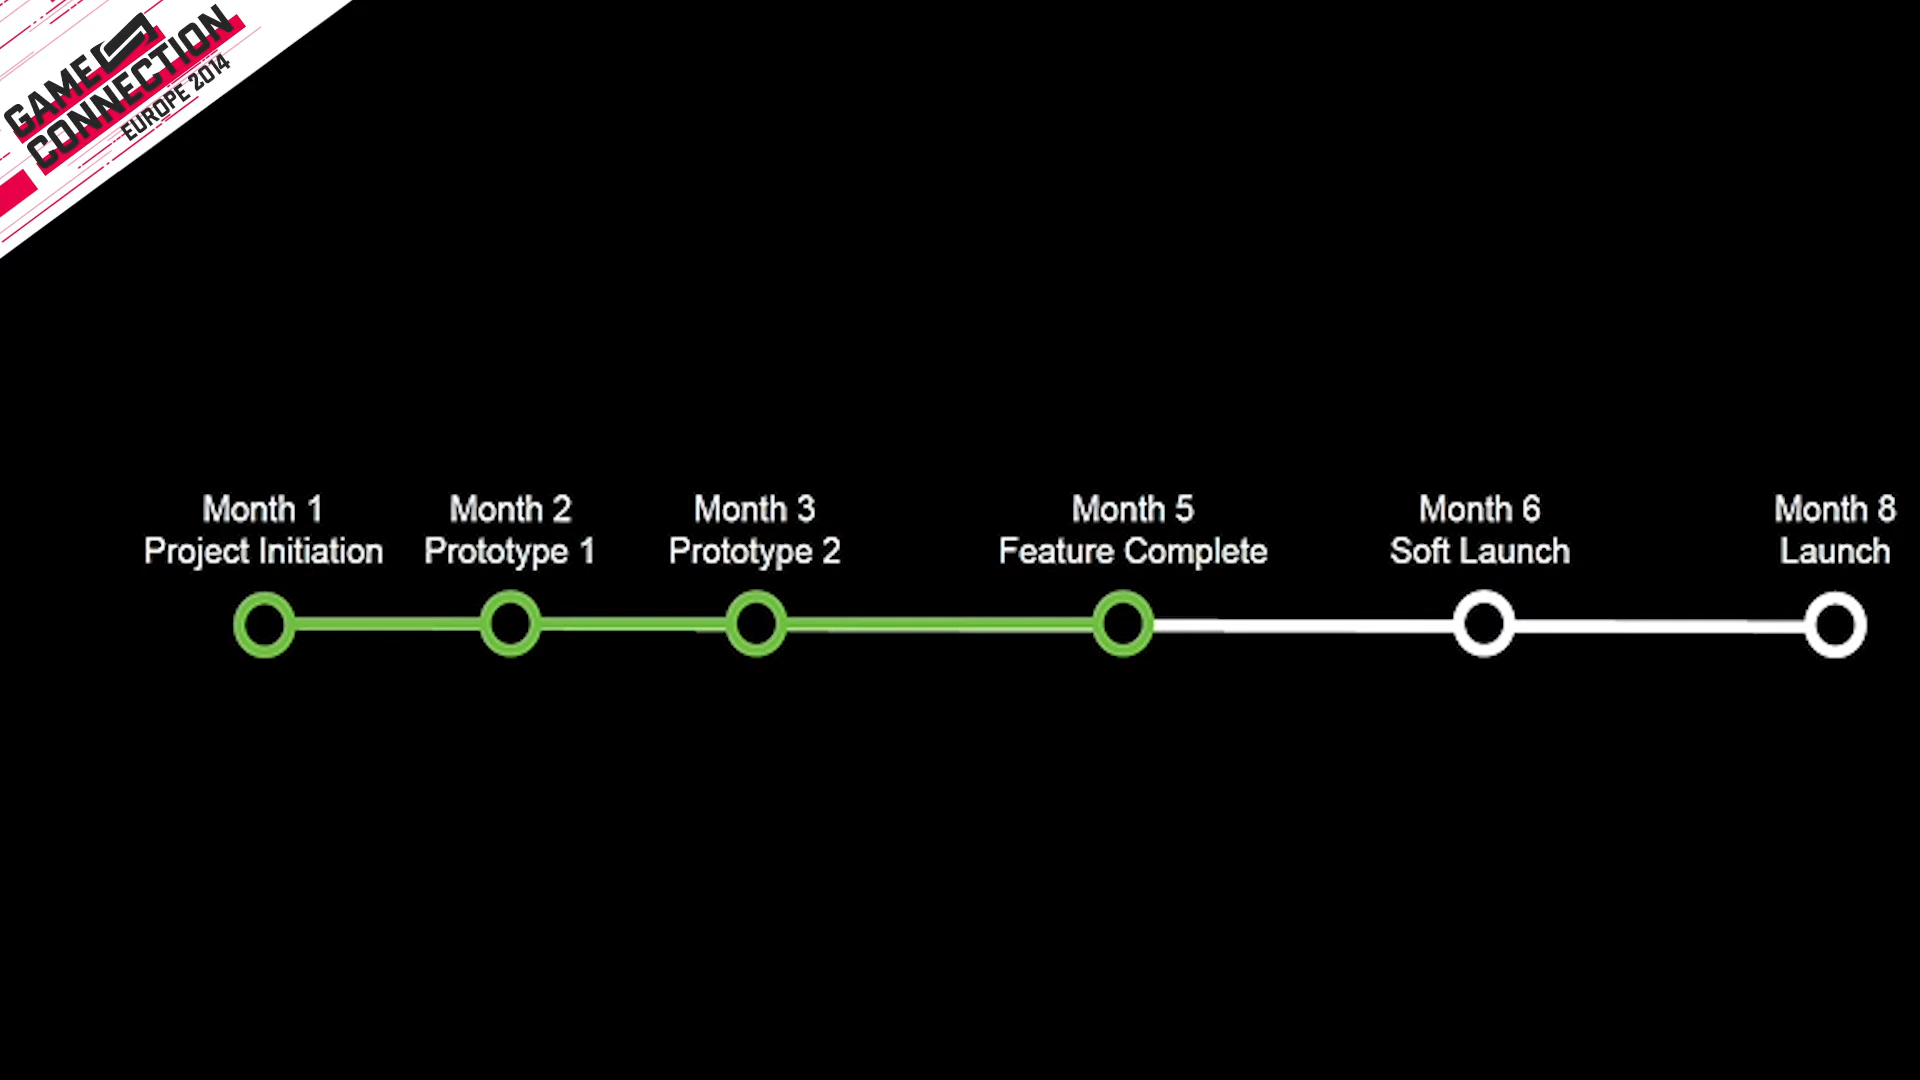 GAME
CONNECTION
EUROPE 2014
Month 1
Project Initiation
Month 2
Prototype 1
Month 3
Prototype 2
Month 5
Feature Complete
Month 6
Soft Launch
Month 8
Launch